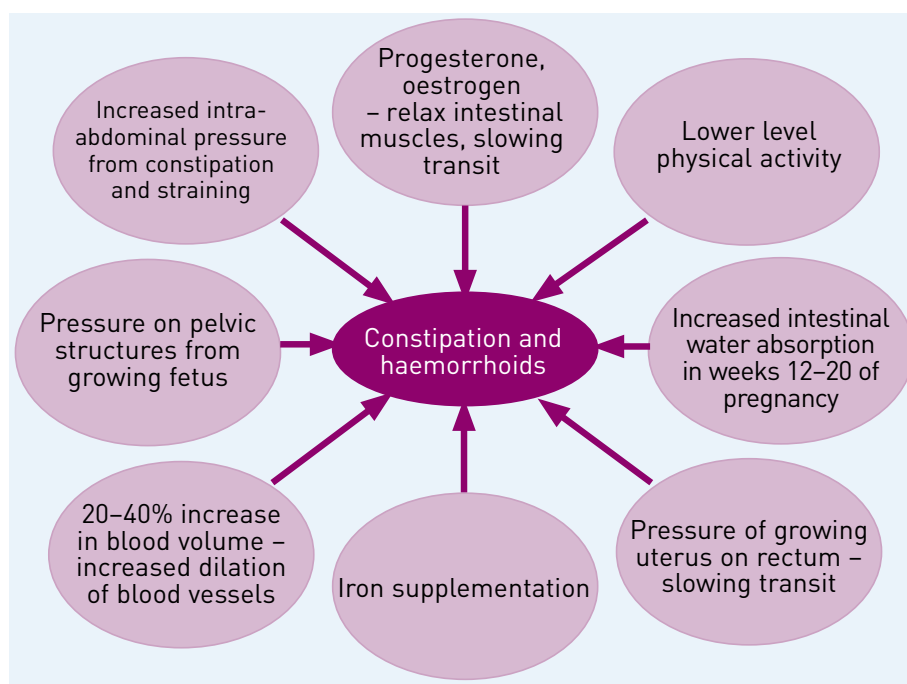 Increased intra-
abdominal pressure
from constipation
and straining
Progesterone,
oestrogen
– relax intestinal
muscles, slowing
transit
Lower level
physical activity
Pressure on pelvic
structures from
growing fetus
Constipation and
haemorrhoids
Increased intestinal
water absorption
in weeks 12–20 of
pregnancy
20–40% increase
in blood volume –
increased dilation
of blood vessels
Iron supplementation
Pressure of growing
uterus on rectum –
slowing transit